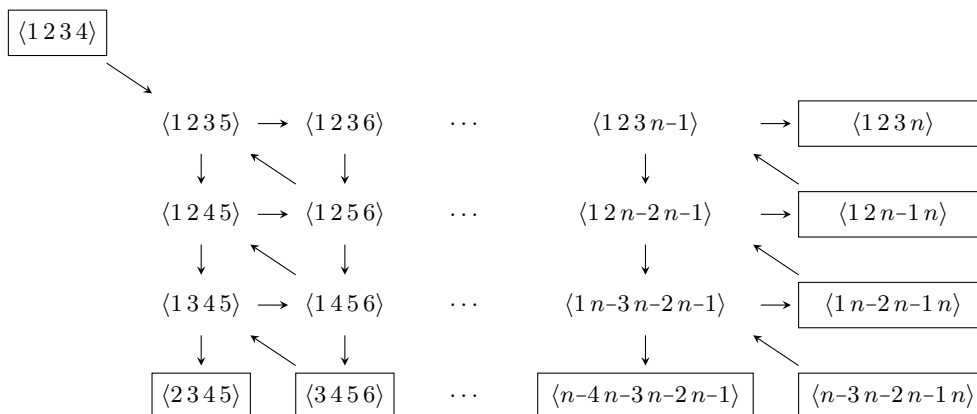 ⟨1 2 3 4⟩
⟨1 2 3 5⟩ ⟨1 2 3 6⟩ ⋯ ⟨1 2 3 n–1⟩ ⟨1 2 3 n⟩
⟨1 2 4 5⟩ ⟨1 2 5 6⟩ ⋯ ⟨1 2 n–2 n–1⟩ ⟨1 2 n–1 n⟩
⟨1 3 4 5⟩ ⟨1 4 5 6⟩ ⋯ ⟨1 n–3 n–2 n–1⟩ ⟨1 n–2 n–1 n⟩
⟨2 3 4 5⟩ ⟨3 4 5 6⟩ ⋯ ⟨n–4 n–3 n–2 n–1⟩ ⟨n–3 n–2 n–1 n⟩